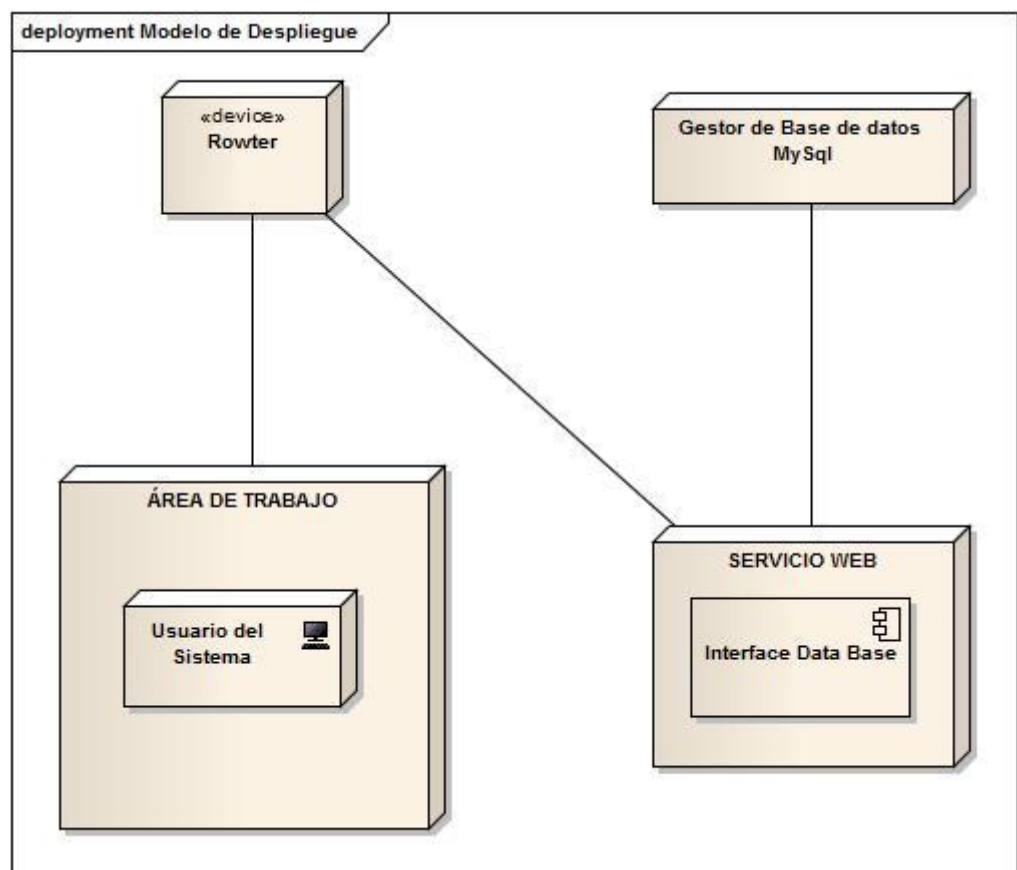 deployment Modelo de Despliegue
«device»
Rowter
Gestor de Base de datos
MySql
ÁREA DE TRABAJO
Usuario del
Sistema
SERVICIO WEB
Interface Data Base